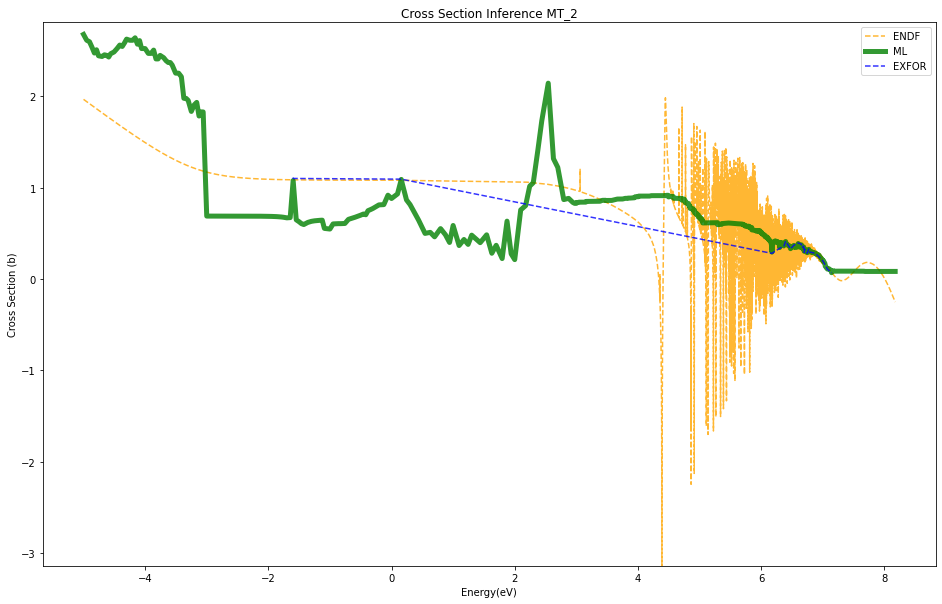 Cross Section Inference MT_2
ENDF
ML
EXFOR
Cross Section (b)
2
1
0
−1
−2
−3
−4
−2
0
2
4
6
8
Energy(eV)